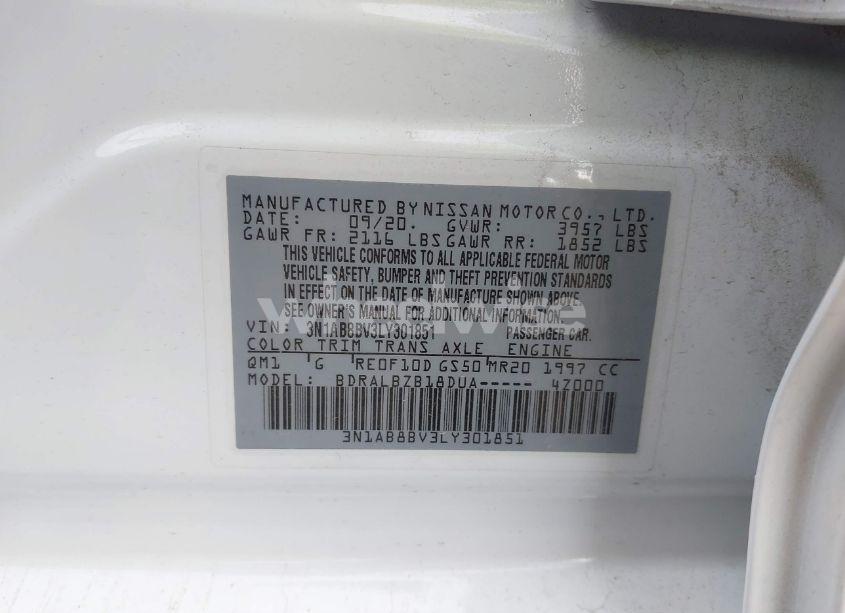 MANUFACTURED BY NISSAN MOTOR CO., LTD.
DATE: 09/20. GVWR: 3957 LBS
GAWR FR: 2116 LBS GAWR RR: 1852 LBS
THIS VEHICLE CONFORMS TO ALL APPLICABLE FEDERAL MOTOR
VEHICLE SAFETY, BUMPER AND THEFT PREVENTION STANDARDS
IN EFFECT ON THE DATE OF MANUFACTURE SHOWN ABOVE.
SEE OWNER'S MANUAL FOR ADDITIONAL INFORMATION
VIN: 3N1AB8BV3LY301851 PASSENGER CAR.
COLOR TRIM TRANS AXLE ENGINE
QM1 G RE0F10D GS50 MR20 1997 CC
MODEL: BDRALBZB18DUA----- 4Z000
3N1AB8BV3LY301851